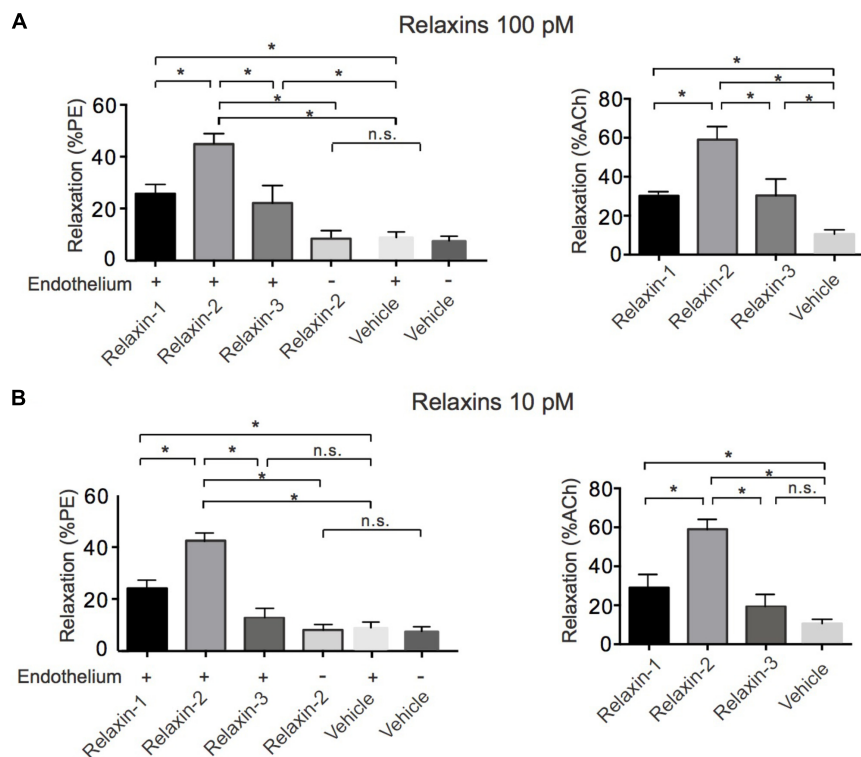 A
Relaxins 100 pM
*
* * *
*
*
n.s.
Relaxation (%PE)
60
40
20
0
Endothelium + + + - + -
Relaxin-1 Relaxin-2 Relaxin-3 Relaxin-2 Vehicle Vehicle
*
*
* * *
Relaxation (%ACh)
80
60
40
20
0
Relaxin-1 Relaxin-2 Relaxin-3 Vehicle
B
Relaxins 10 pM
*
* * n.s.
*
*
n.s.
Relaxation (%PE)
60
40
20
0
Endothelium + + + - + -
Relaxin-1 Relaxin-2 Relaxin-3 Relaxin-2 Vehicle Vehicle
*
*
* * n.s.
Relaxation (%ACh)
80
60
40
20
0
Relaxin-1 Relaxin-2 Relaxin-3 Vehicle